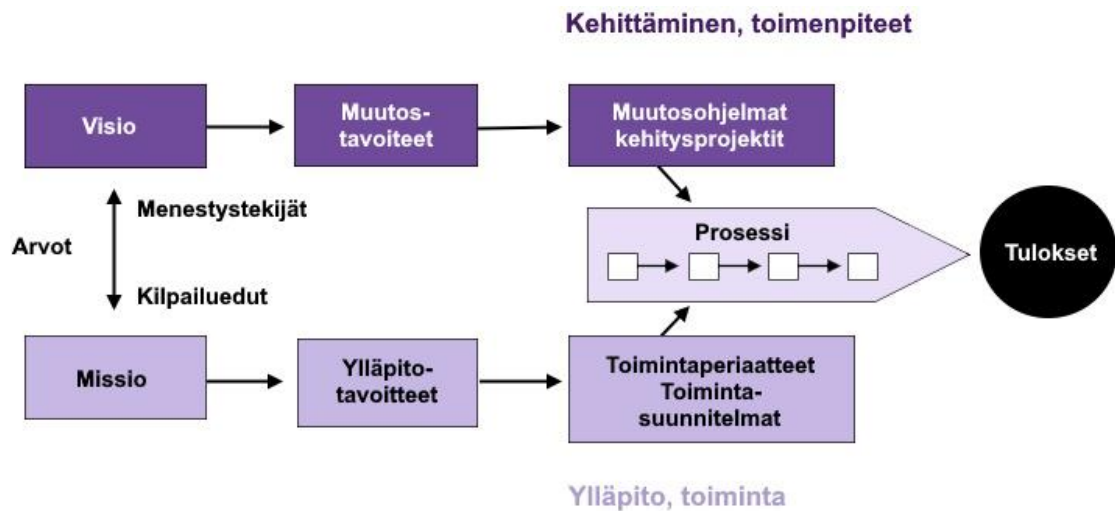 Kehittäminen, toimenpiteet
Visio
Muutos-
tavoiteet
Muutosohjelmat
kehitysprojektit
Menestystekijät
Arvot
Kilpailuedut
Prosessi
Tulokset
Missio
Ylläpito-
tavoitteet
Toimintaperiaatteet
Toiminta-
suunnitelmat
Ylläpito, toiminta